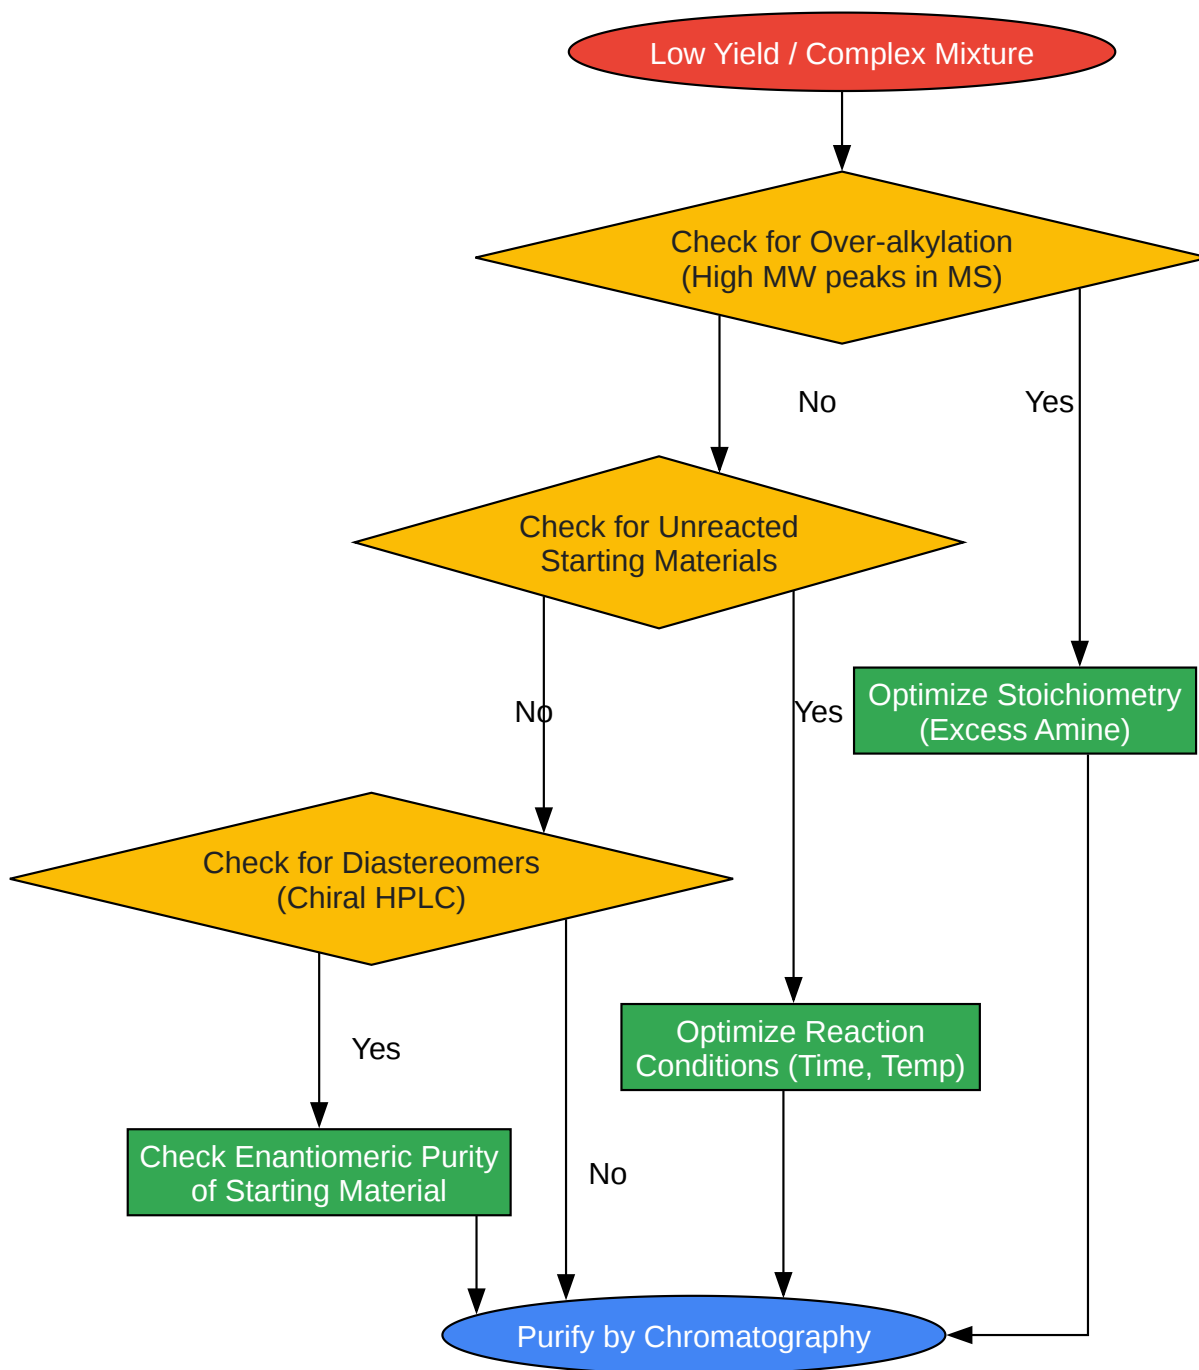 Low Yield / Complex Mixture
Check for Over-alkylation
(High MW peaks in MS)
No
Yes
Check for Unreacted
Starting Materials
No
Yes
Optimize Stoichiometry
(Excess Amine)
Check for Diastereomers
(Chiral HPLC)
Optimize Reaction
Conditions (Time, Temp)
Yes
Check Enantiomeric Purity
of Starting Material
No
Purify by Chromatography